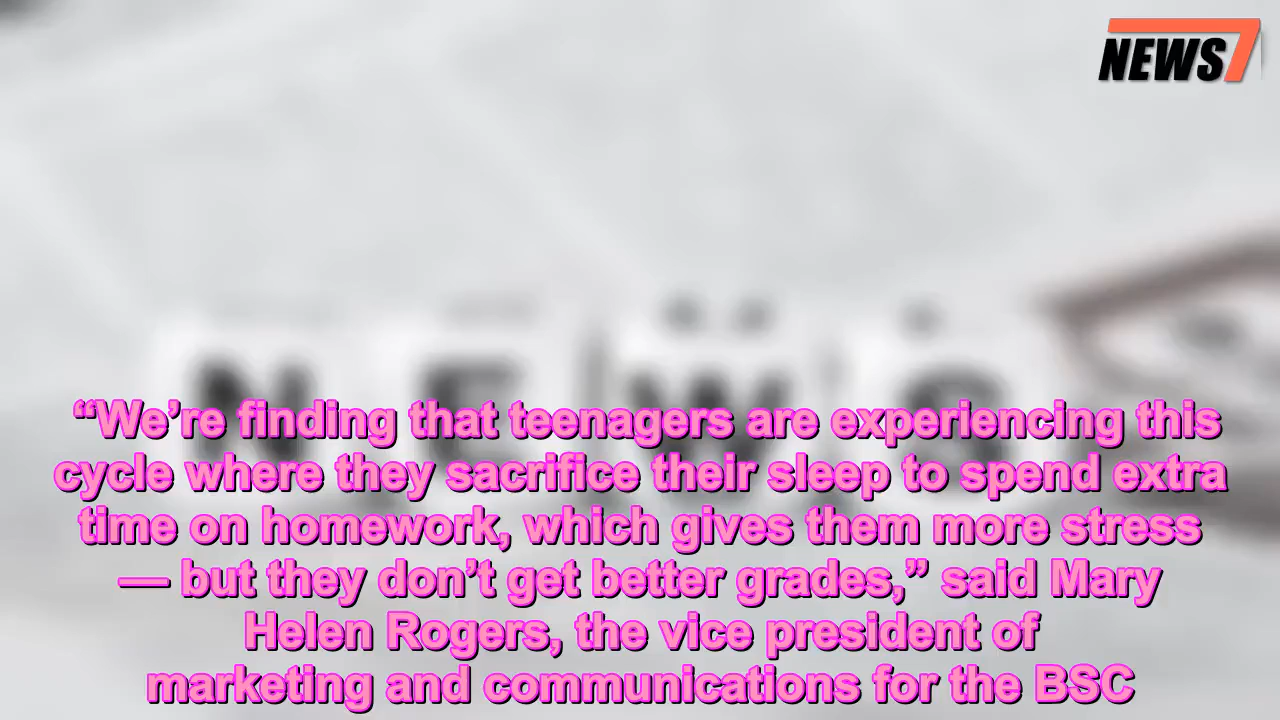 NEWS7
NEWS
“We’re finding that teenagers are experiencing this
cycle where they sacrifice their sleep to spend extra
time on homework, which gives them more stress
— but they don’t get better grades,” said Mary
Helen Rogers, the vice president of
marketing and communications for the BSC